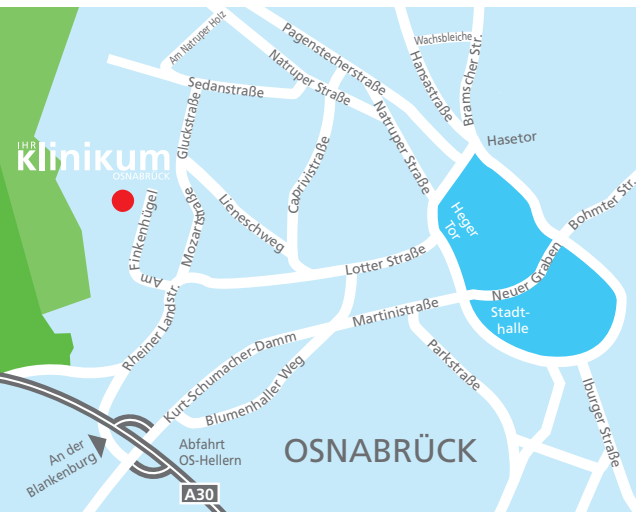 Am Natruper Holz
Pagenstecherstraße
Natruper Straße
Sedanstraße
Wachsbleiche
Hansastraße
Bramscher Str.
Hasetor
Gluckstraße
IHR
Klinikum
OSNABRÜCK
Caprivistraße
Natruper Straße
Lieneschweg
Am Finkenhügel
Mozartstraße
Heger
Tor
Bohmter Str.
Lotter Straße
Neuer Graben
Stadt-
halle
Martinistraße
Rheiner Landstr.
Kurt-Schumacher-Damm
Blumenhaller Weg
Parkstraße
Iburger Straße
An der
Blankenburg
Abfahrt
OS-Hellern
OSNABRÜCK
A30